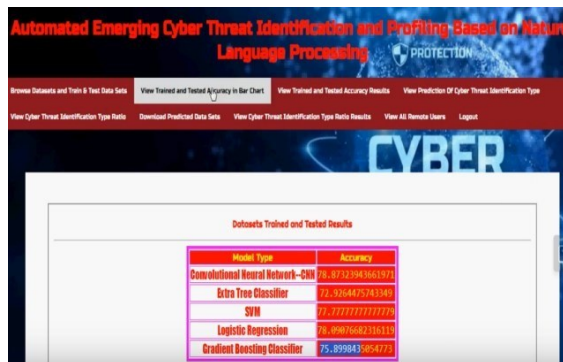 Automated Emerging Cyber Threat Identification and Profiling Based on Natur
Language Processing
PROTECTION
Browse Datasets and Train & Test Data Sets View Trained and Tested Accuracy in Bar Chart View Trained and Tested Accuracy Results View Prediction Of Cyber Threat Identification Type
View Cyber Threat Identification Type Ratio Download Predicted Data Sets View Cyber Threat Identification Type Ratio Results View All Remote Users Logout
CYBER
Datasets Trained and Tested Results
Model Type Accuracy
Convolutional Neural Network--CNN 78.87323943661971
Extra Tree Classifier 72.9264475743349
SVM 77.77777777777779
Logistic Regression 78.09076682316119
Gradient Boosting Classifier 75.8998435054773